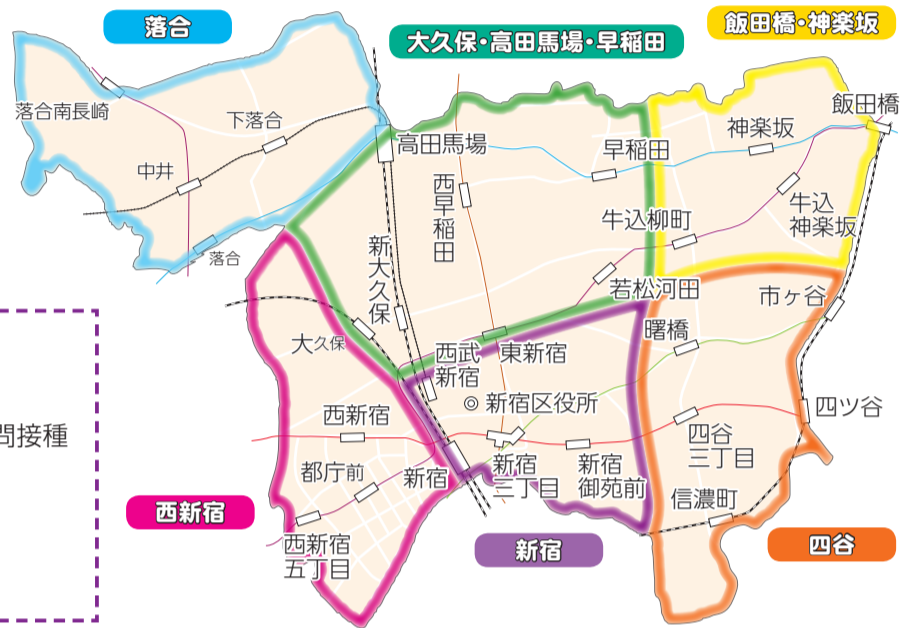 落合
大久保・高田馬場・早稲田
飯田橋・神楽坂
落合南長崎
下落合
中井
落合
高田馬場
西早稲田
早稲田
神楽坂
飯田橋
牛込柳町
牛込
神楽坂
新大久保
若松河田
市ヶ谷
大久保
西武
新宿
東新宿
曙橋
◎ 新宿区役所
四ツ谷
問接種
西新宿
都庁前
新宿
新宿
三丁目
新宿
御苑前
四谷
三丁目
信濃町
西新宿
西新宿
五丁目
新宿
四谷